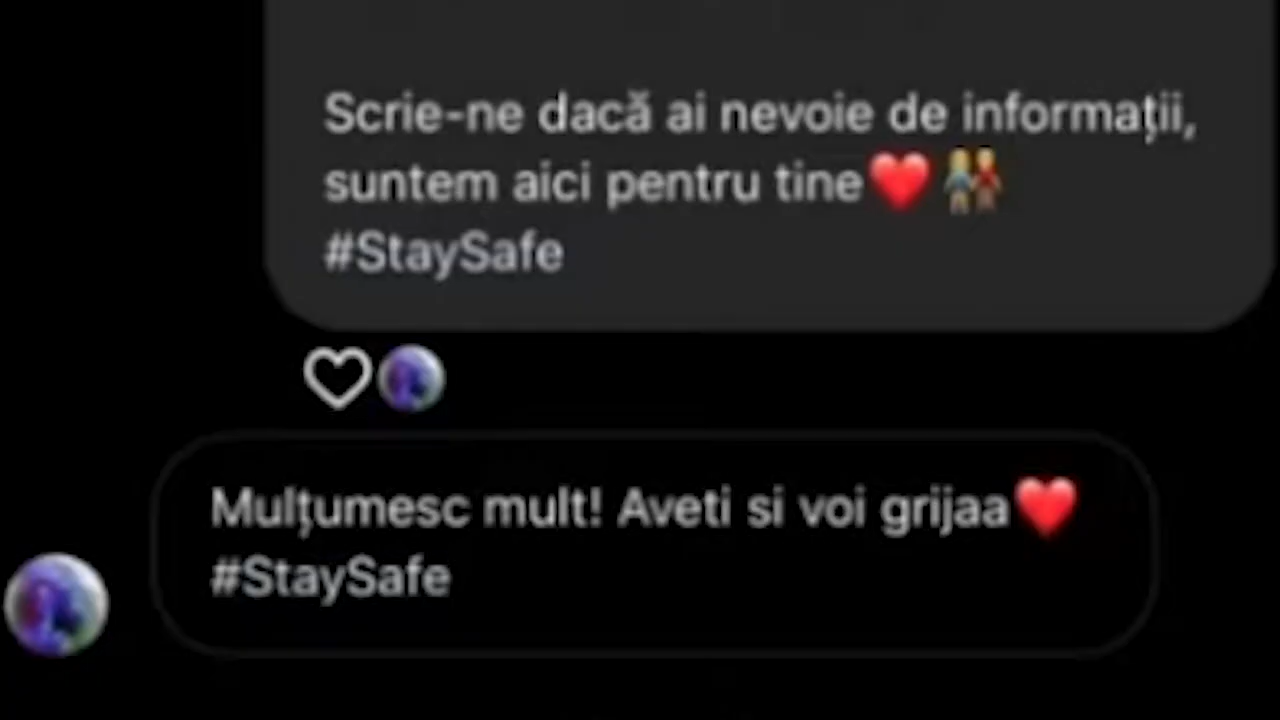 Scrie-ne dacă ai nevoie de informații,
suntem aici pentru tine❤️👫
#StaySafe
Mulțumesc mult! Aveti si voi grijaa❤️
#StaySafe